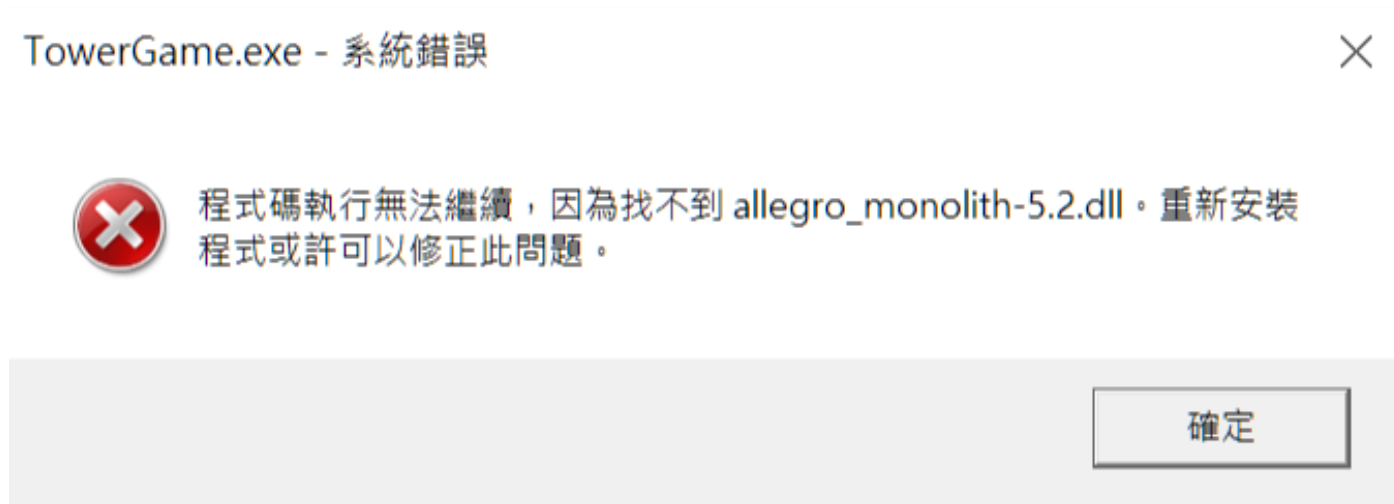 TowerGame.exe - 系統錯誤
程式碼執行無法繼續，因為找不到 allegro_monolith-5.2.dll。重新安裝
程式或許可以修正此問題。
確定